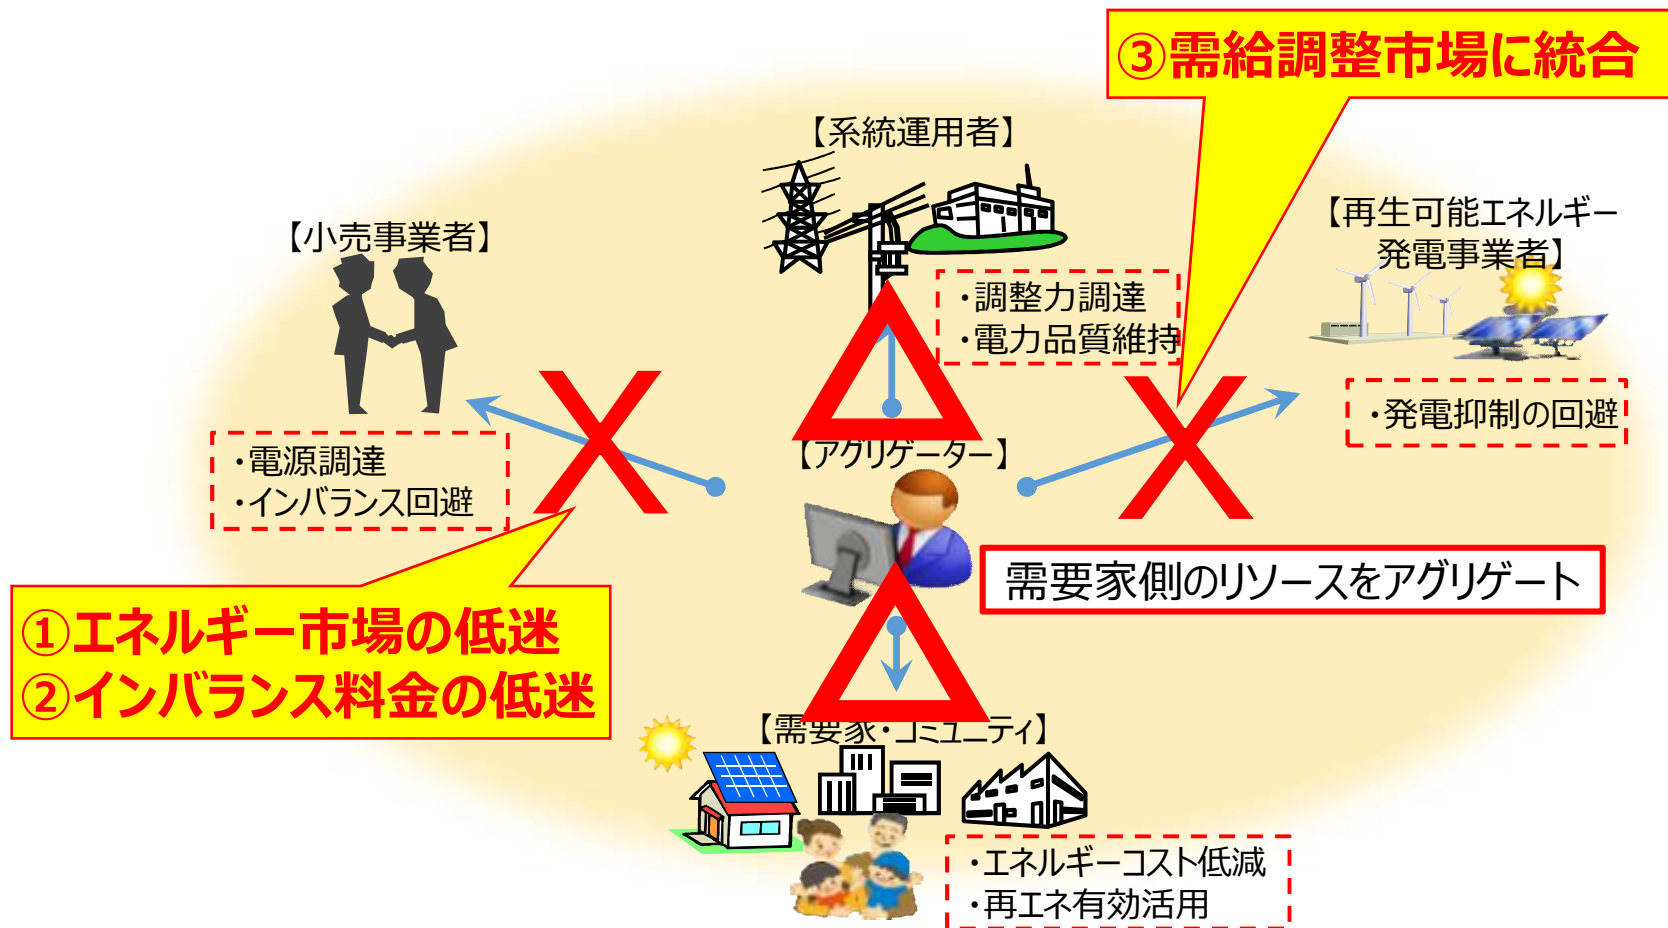 ③需給調整市場に統合
【系統運用者】
・調整力調達
・電力品質維持
【小売事業者】
・電源調達
・インバランス回避
【再生可能エネルギー
発電事業者】
・発電抑制の回避
【アグリゲーター】
需要家側のリソースをアグリゲート
①エネルギー市場の低迷
②インバランス料金の低迷
【需要家・コミュニティ】
・エネルギーコスト低減
・再エネ有効活用